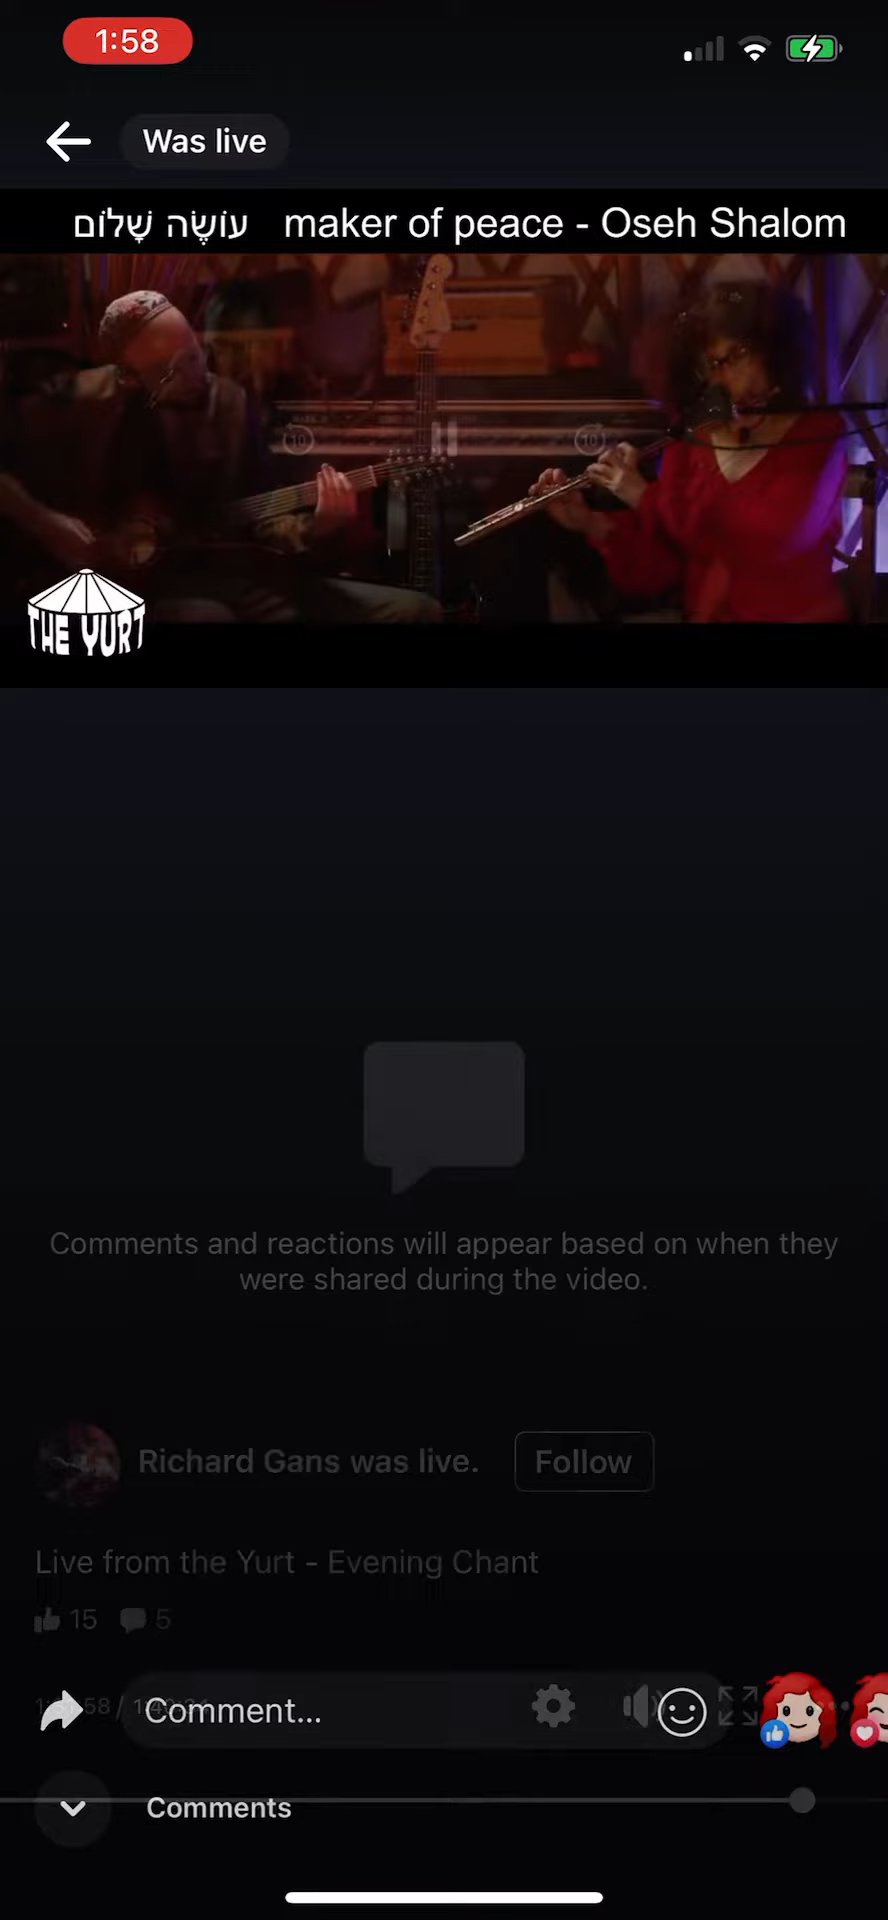 1:58
Was live
עוֹשֶׂה שָׁלוֹם maker of peace - Oseh Shalom
10 10
THE YURT
Comments and reactions will appear based on when they
were shared during the video.
Richard Gans was live. Follow
Live from the Yurt - Evening Chant
15 5
Comment...
Comments